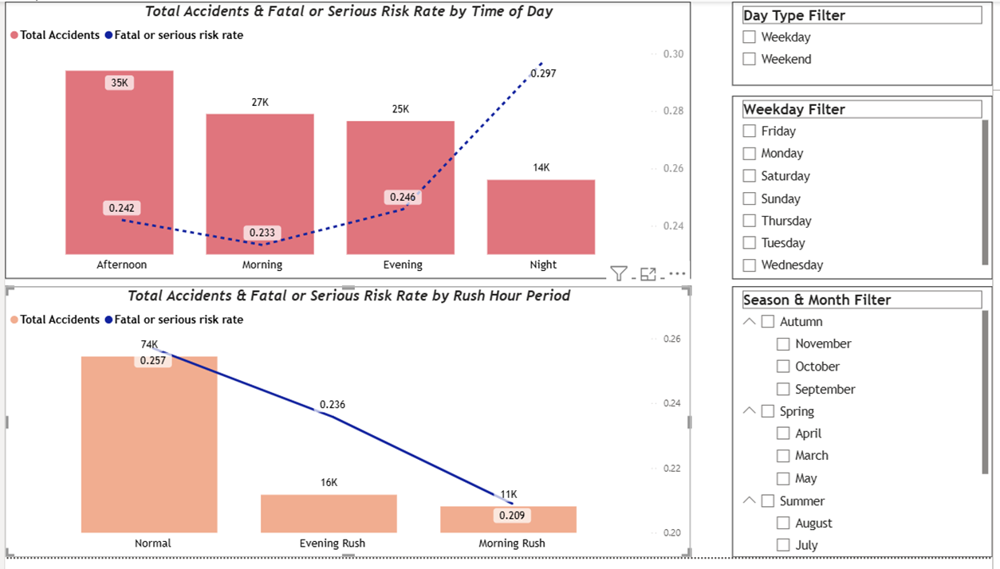 Total Accidents & Fatal or Serious Risk Rate by Time of Day
Total Accidents Fatal or serious risk rate
0.30
0.28
0.26
0.24
35K
27K
25K
14K
0.242
0.233
0.246
0.297
Afternoon Morning Evening Night
Total Accidents & Fatal or Serious Risk Rate by Rush Hour Period
Total Accidents Fatal or serious risk rate
0.26
0.24
0.22
0.20
74K
16K
11K
0.257
0.236
0.209
Normal Evening Rush Morning Rush
Day Type Filter
Weekday
Weekend
Weekday Filter
Friday
Monday
Saturday
Sunday
Thursday
Tuesday
Wednesday
Season & Month Filter
Autumn
November
October
September
Spring
April
March
May
Summer
August
July